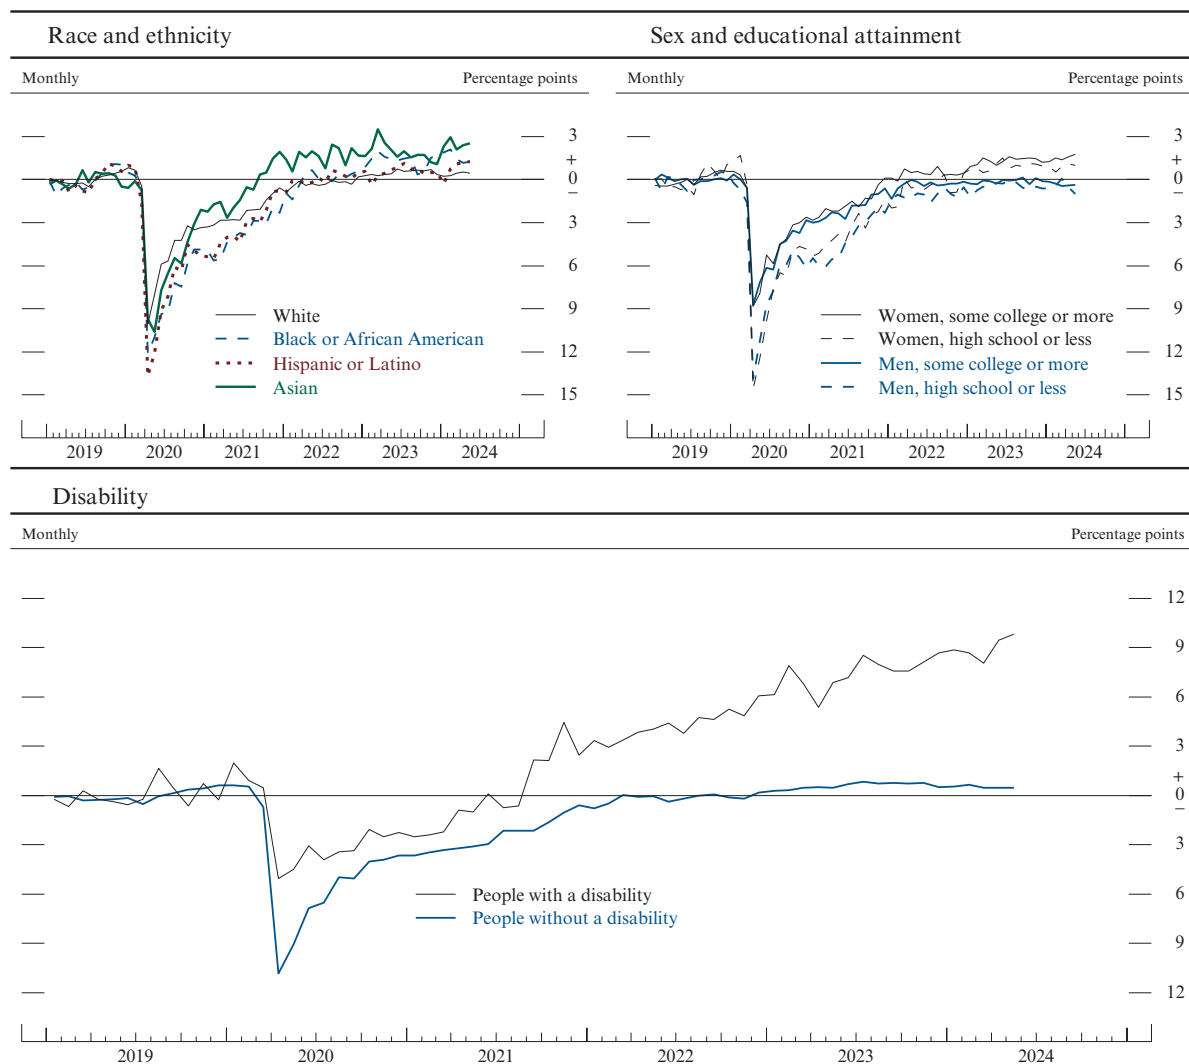 Race and ethnicity
Monthly
Percentage points
3
+
0
−
3
6
9
12
15
White
Black or African American
Hispanic or Latino
Asian
2019 2020 2021 2022 2023 2024
Sex and educational attainment
Monthly
Percentage points
3
+
0
−
3
6
9
12
15
Women, some college or more
Women, high school or less
Men, some college or more
Men, high school or less
2019 2020 2021 2022 2023 2024
Disability
Monthly
Percentage points
12
9
6
3
+
0
−
3
6
9
12
People with a disability
People without a disability
2019 2020 2021 2022 2023 2024